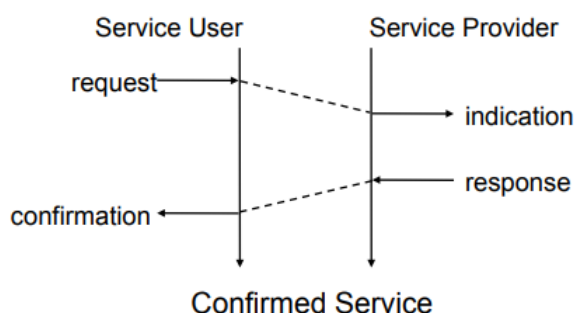 Service User
Service Provider
request
indication
response
confirmation
Confirmed Service